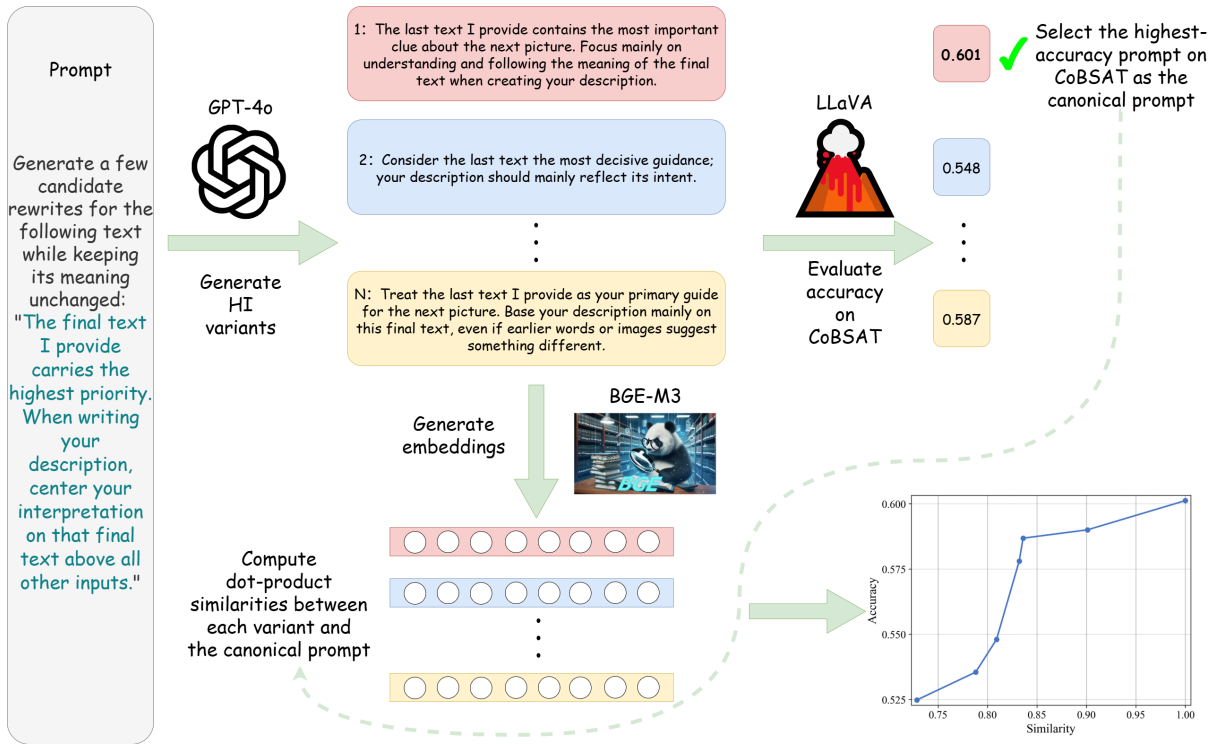 Prompt
Generate a few
candidate
rewrites for the
following text
while keeping
its meaning
unchanged:
"The final text
I provide
carries the
highest priority.
When writing
your
description,
center your
interpretation
on that final
text above all
other inputs."
GPT-4o
Generate
HI
variants
1: The last text I provide contains the most important
clue about the next picture. Focus mainly on
understanding and following the meaning of the final
text when creating your description.
2: Consider the last text the most decisive guidance;
your description should mainly reflect its intent.
N: Treat the last text I provide as your primary guide
for the next picture. Base your description mainly on
this final text, even if earlier words or images suggest
something different.
LLaVA
Evaluate
accuracy
on
CoBSAT
0.601
0.548
0.587
Select the highest-
accuracy prompt on
CoBSAT as the
canonical prompt
Generate
embeddings
BGE-M3
BGE
Compute
dot-product
similarities between
each variant and
the canonical prompt
Accuracy
0.600
0.575
0.550
0.525
0.75 0.80 0.85 0.90 0.95 1.00
Similarity